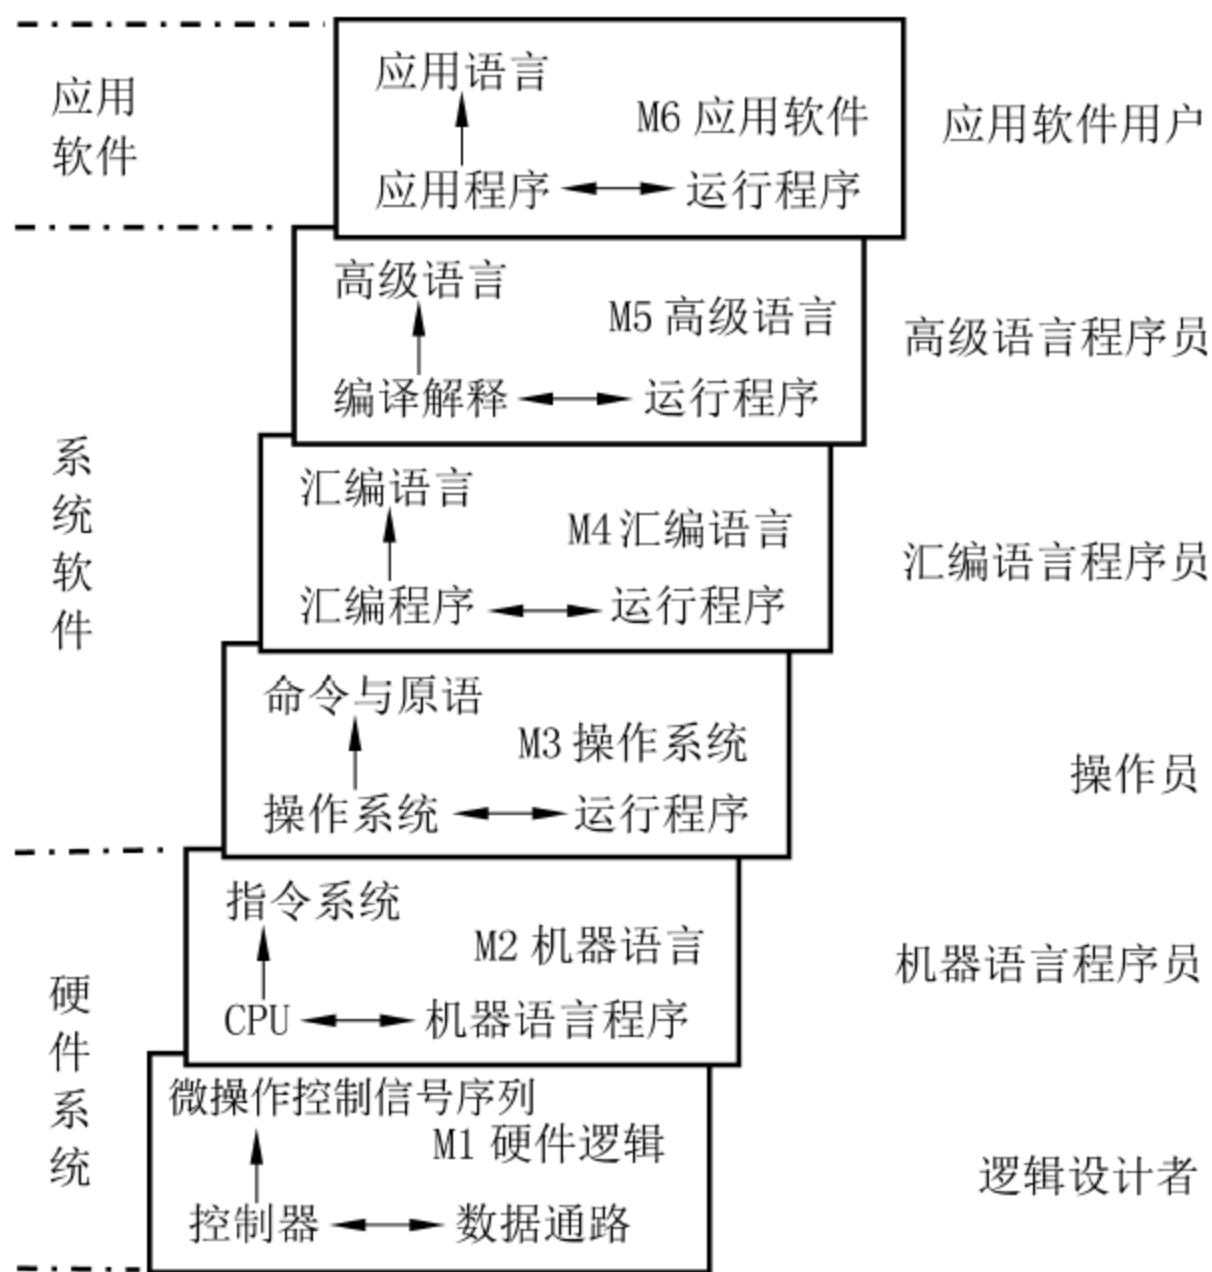 应用
软件
应用语言
M6 应用软件
应用程序
运行程序
应用软件用户
系
统
软
件
高级语言
M5 高级语言
编译解释
运行程序
高级语言程序员
汇编语言
M4汇编语言
汇编程序
运行程序
汇编语言程序员
命令与原语
M3 操作系统
操作系统
运行程序
操作员
硬
件
系
统
指令系统
M2 机器语言
CPU
机器语言程序
机器语言程序员
微操作控制信号序列
M1 硬件逻辑
控制器
数据通路
逻辑设计者